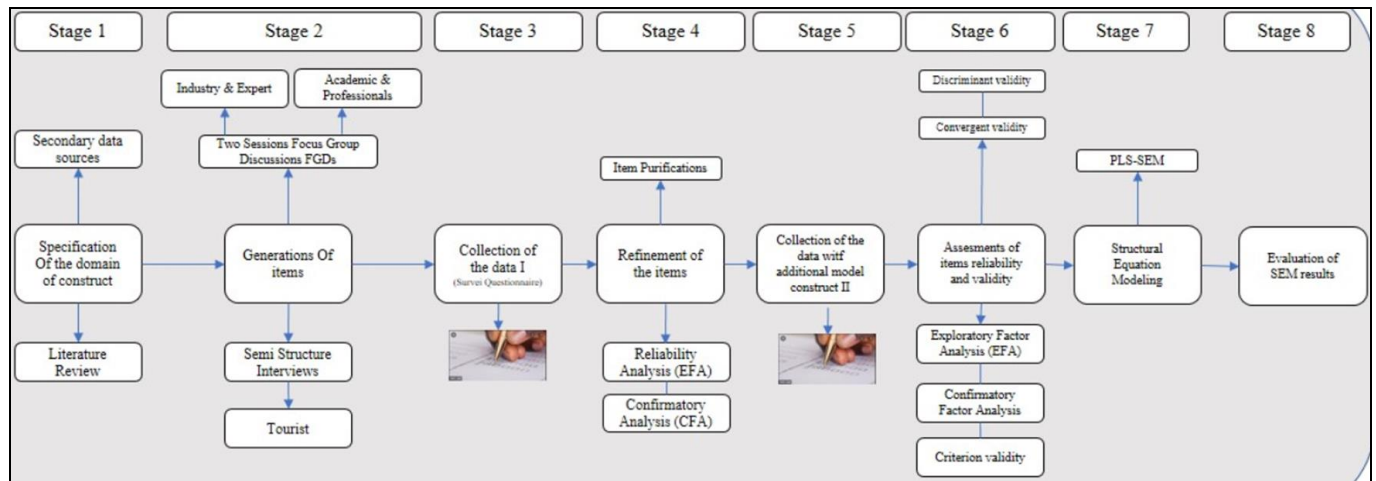 Stage 1
Stage 2
Stage 3
Stage 4
Stage 5
Stage 6
Stage 7
Stage 8
Industry & Expert
Academic &
Professionals
Discriminant validity
Secondary data
sources
Two Sessions Focus Group
Discussions FGDs
Convergent validity
Item Purifications
PLS-SEM
Specification
Of the domain
of construct
Generations Of
items
Collection of
the data I
(Survei Questionnaire)
Refinement of
the items
Collection of the
data witf
additional model
construct II
Assesments of
items reliability
and validity
Structural
Equation
Modeling
Evaluation of
SEM results
Literature
Review
Semi Structure
Interviews
Tourist
Reliability
Analysis (EFA)
Confirmatory
Analysis (CFA)
Exploratory Factor
Analysis (EFA)
Confirmatory
Factor Analysis
Criterion validity